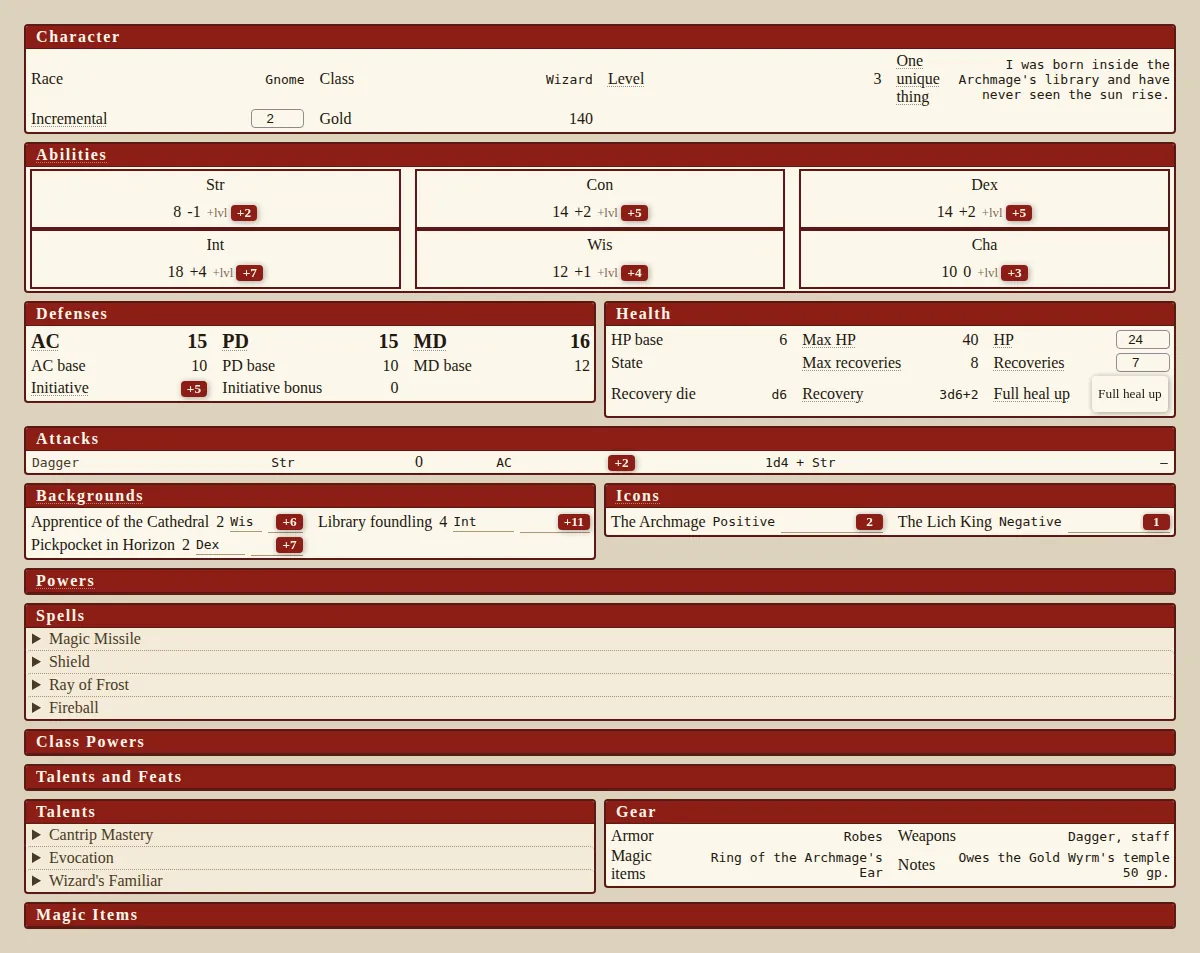 Character
Race Gnome Class Wizard Level 3 One unique thing I was born inside the Archmage's library and have never seen the sun rise.
Incremental 2 Gold 140
Abilities
Str Con Dex
8 -1 +lvl +2 14 +2 +lvl +5 14 +2 +lvl +5
Int Wis Cha
18 +4 +lvl +7 12 +1 +lvl +4 10 0 +lvl +3
Defenses
AC 15 PD 15 MD 16
AC base 10 PD base 10 MD base 12
Initiative +5 Initiative bonus 0
Health
HP base 6 Max HP 40 HP 24
State Max recoveries 8 Recoveries 7
Recovery die d6 Recovery 3d6+2 Full heal up Full heal up
Attacks
Dagger Str 0 AC +2 1d4 + Str –
Backgrounds
Apprentice of the Cathedral 2 Wis +6 Library foundling 4 Int +11
Pickpocket in Horizon 2 Dex +7
Icons
The Archmage Positive 2 The Lich King Negative 1
Powers
Spells
Magic Missile
Shield
Ray of Frost
Fireball
Class Powers
Talents and Feats
Talents
Cantrip Mastery
Evocation
Wizard's Familiar
Gear
Armor Robes Weapons Dagger, staff
Magic items Ring of the Archmage's Ear Notes Owes the Gold Wyrm's temple 50 gp.
Magic Items